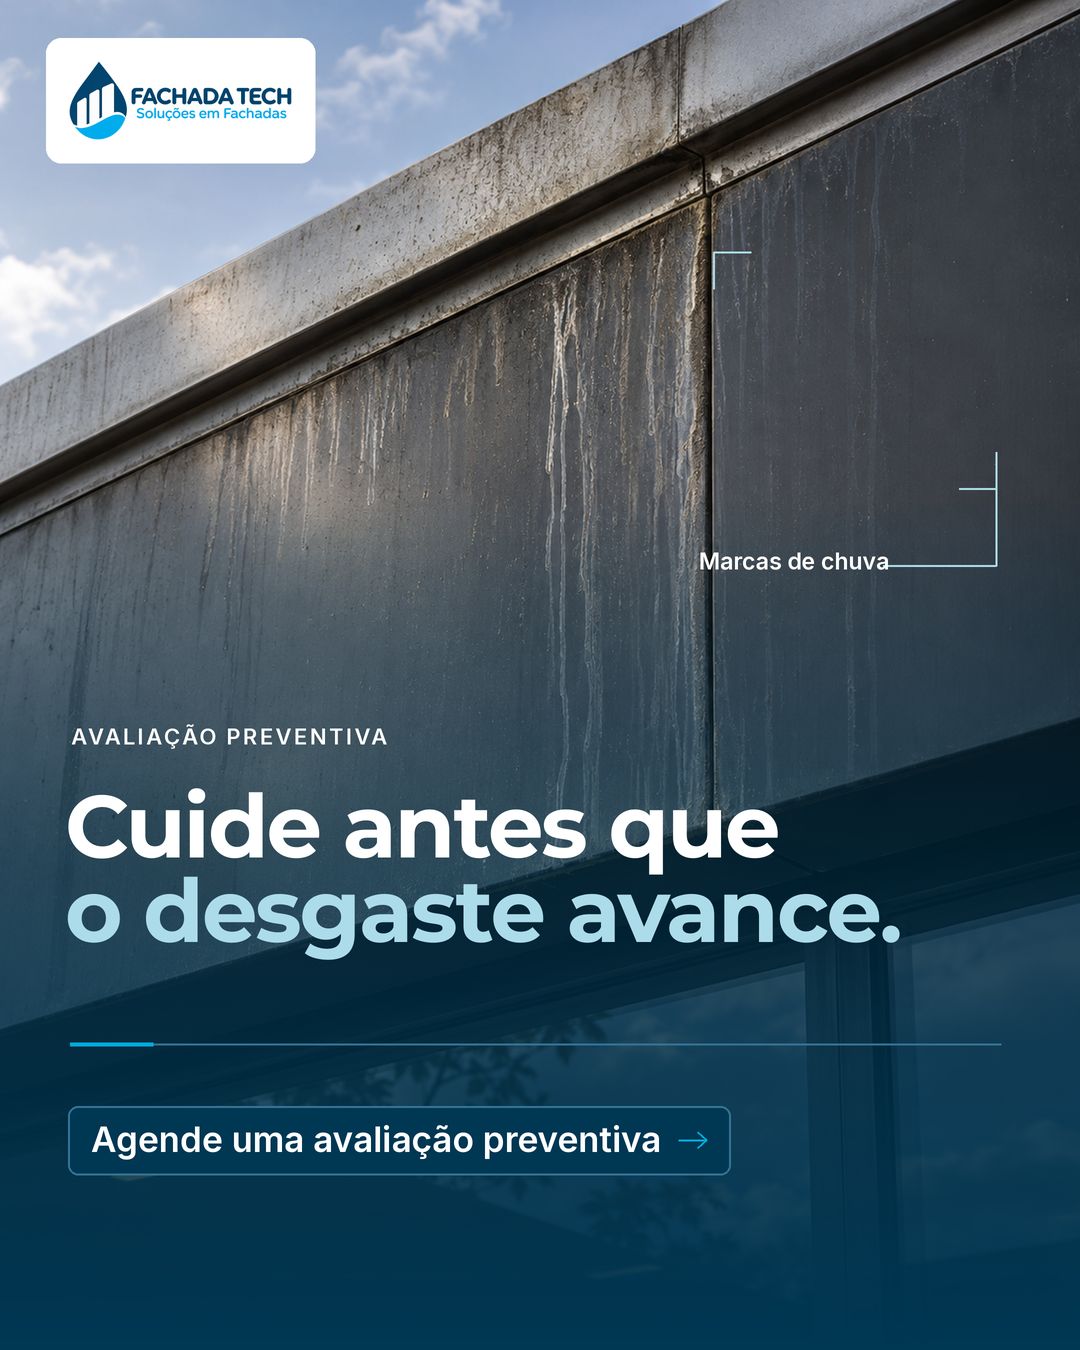 FACHADA TECH
Soluções em Fachadas
Marcas de chuva
AVALIAÇÃO PREVENTIVA
Cuide antes que
o desgaste avance.
Agende uma avaliação preventiva →